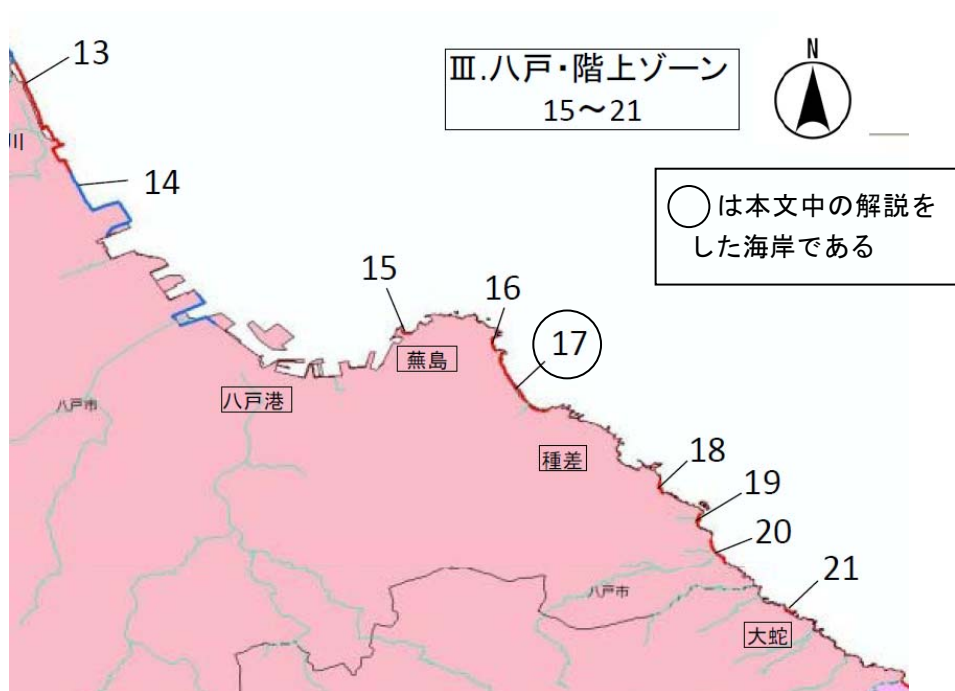 13
Ⅲ.八戸・階上ゾーン
15～21
N
川
14
○は本文中の解説を
した海岸である
15
16
17
蕪島
八戸港
八戸市
種差
18
19
20
八戸市
21
大蛇